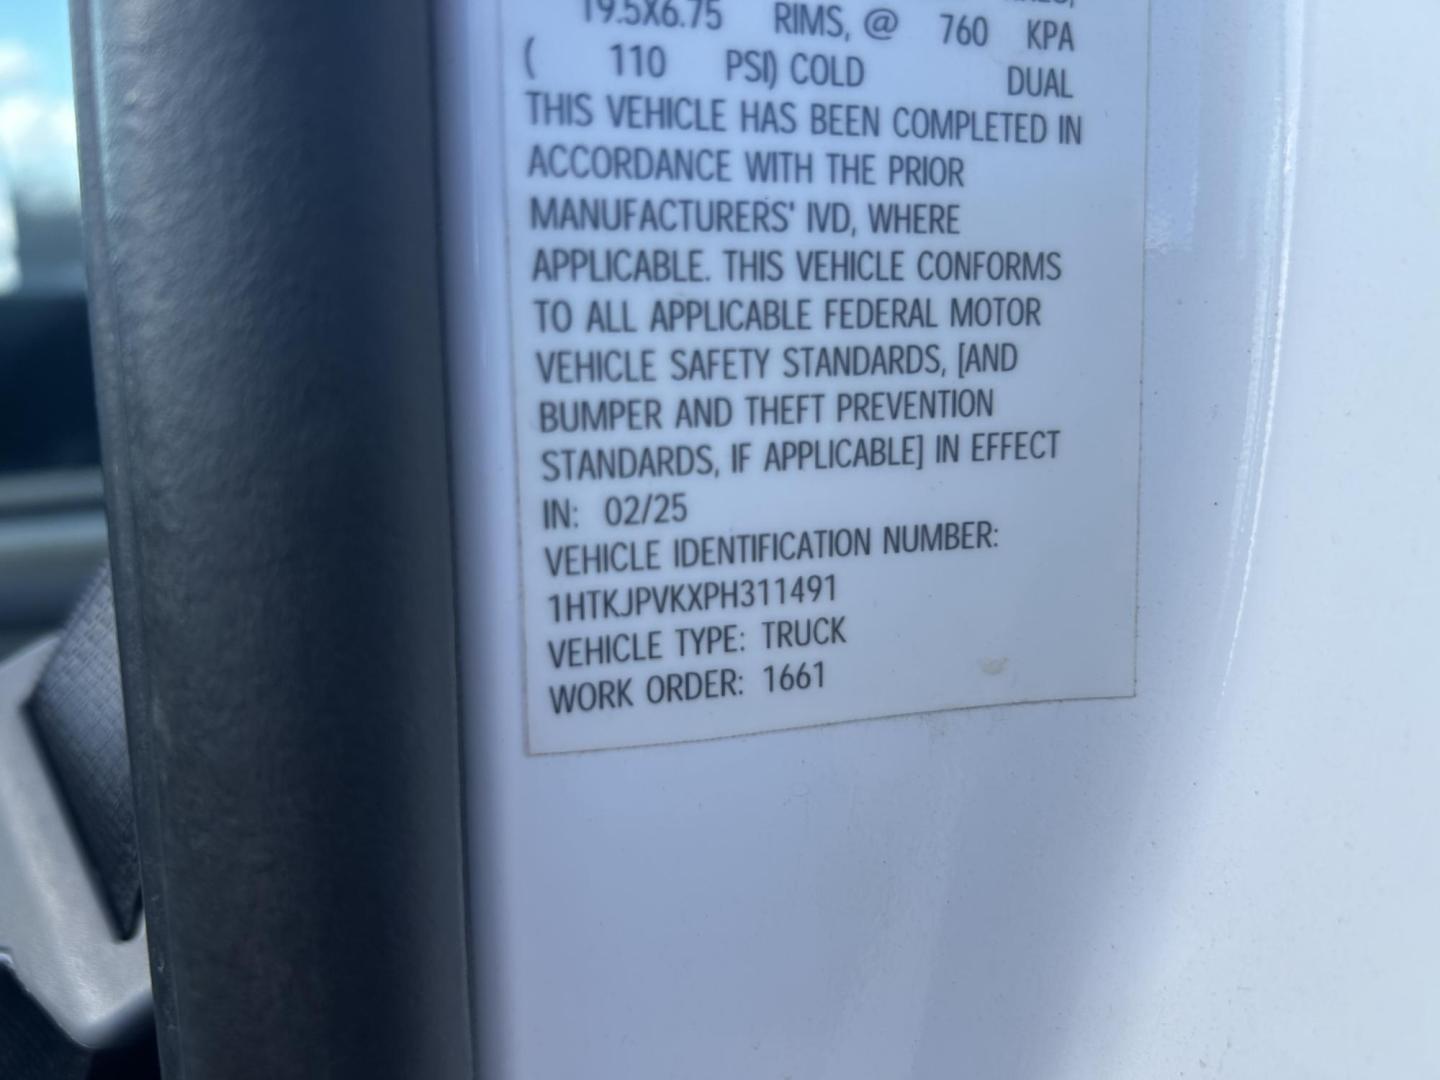 19.5X6.75 RIMS, @ 760 KPA
( 110 PSI) COLD DUAL
THIS VEHICLE HAS BEEN COMPLETED IN
ACCORDANCE WITH THE PRIOR
MANUFACTURERS' IVD, WHERE
APPLICABLE. THIS VEHICLE CONFORMS
TO ALL APPLICABLE FEDERAL MOTOR
VEHICLE SAFETY STANDARDS, [AND
BUMPER AND THEFT PREVENTION
STANDARDS, IF APPLICABLE] IN EFFECT
IN: 02/25
VEHICLE IDENTIFICATION NUMBER:
1HTKJPVKXPH311491
VEHICLE TYPE: TRUCK
WORK ORDER: 1661